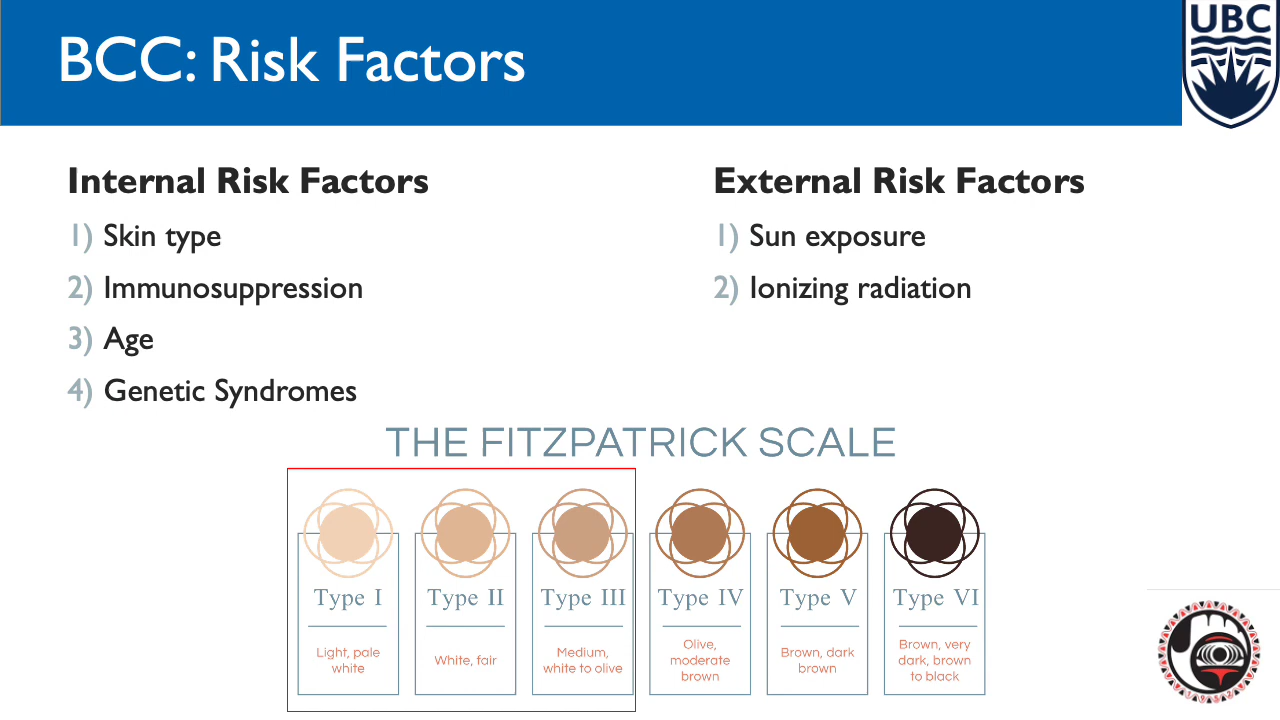 BCC: Risk Factors
UBC
Internal Risk Factors
1) Skin type
2) Immunosuppression
3) Age
4) Genetic Syndromes
External Risk Factors
1) Sun exposure
2) Ionizing radiation
THE FITZPATRICK SCALE
Type I
Light, pale
white
Type II
White, fair
Type III
Medium,
white to olive
Type IV
Olive,
moderate
brown
Type V
Brown, dark
brown
Type VI
Brown, very
dark, brown
to black